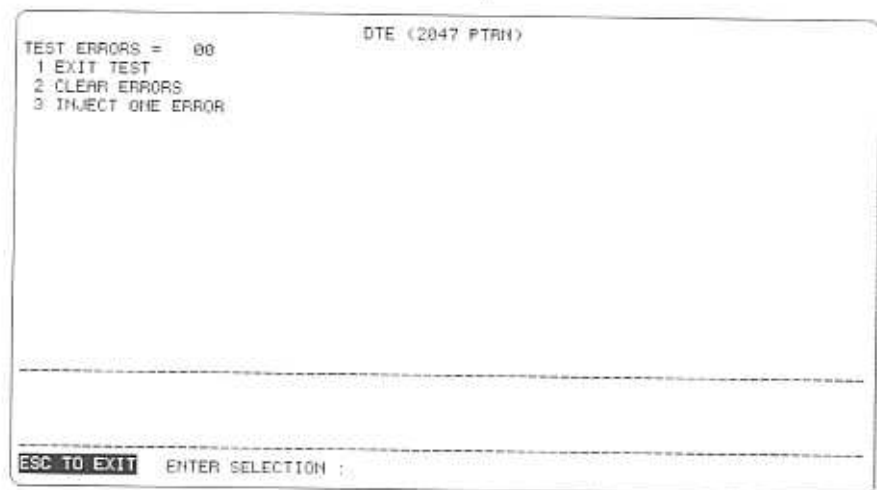 DTE (2047 PTRN)
TEST ERRORS = 00
1 EXIT TEST
2 CLEAR ERRORS
3 INJECT ONE ERROR
ESC TO EXIT ENTER SELECTION :